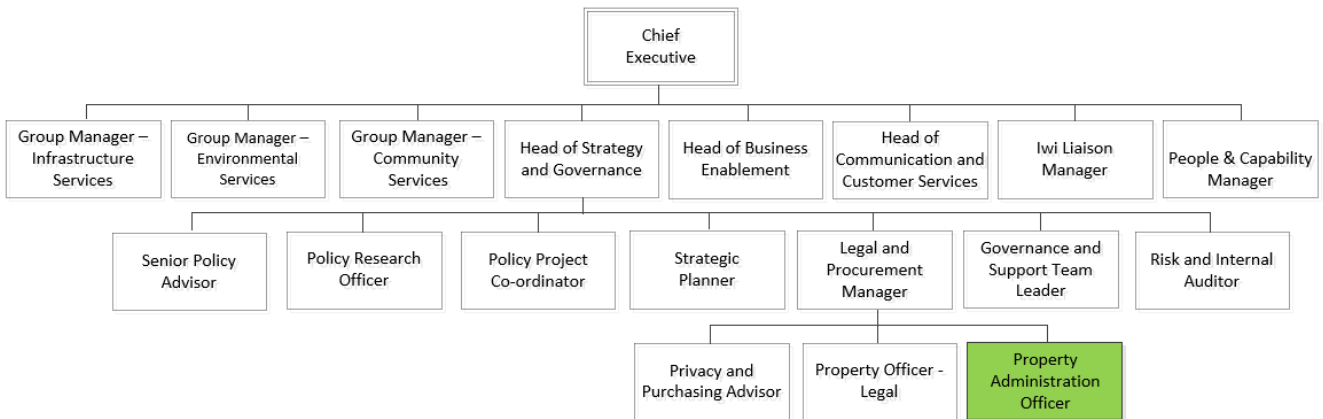 Chief
Executive
Group Manager –
Infrastructure
Services
Group Manager –
Environmental
Services
Group Manager –
Community
Services
Head of Strategy
and Governance
Head of Business
Enablement
Head of
Communication and
Customer Services
Iwi Liaison
Manager
People & Capability
Manager
Senior Policy
Advisor
Policy Research
Officer
Policy Project
Co-ordinator
Strategic
Planner
Legal and
Procurement
Manager
Governance and
Support Team
Leader
Risk and Internal
Auditor
Privacy and
Purchasing Advisor
Property Officer -
Legal
Property
Administration
Officer